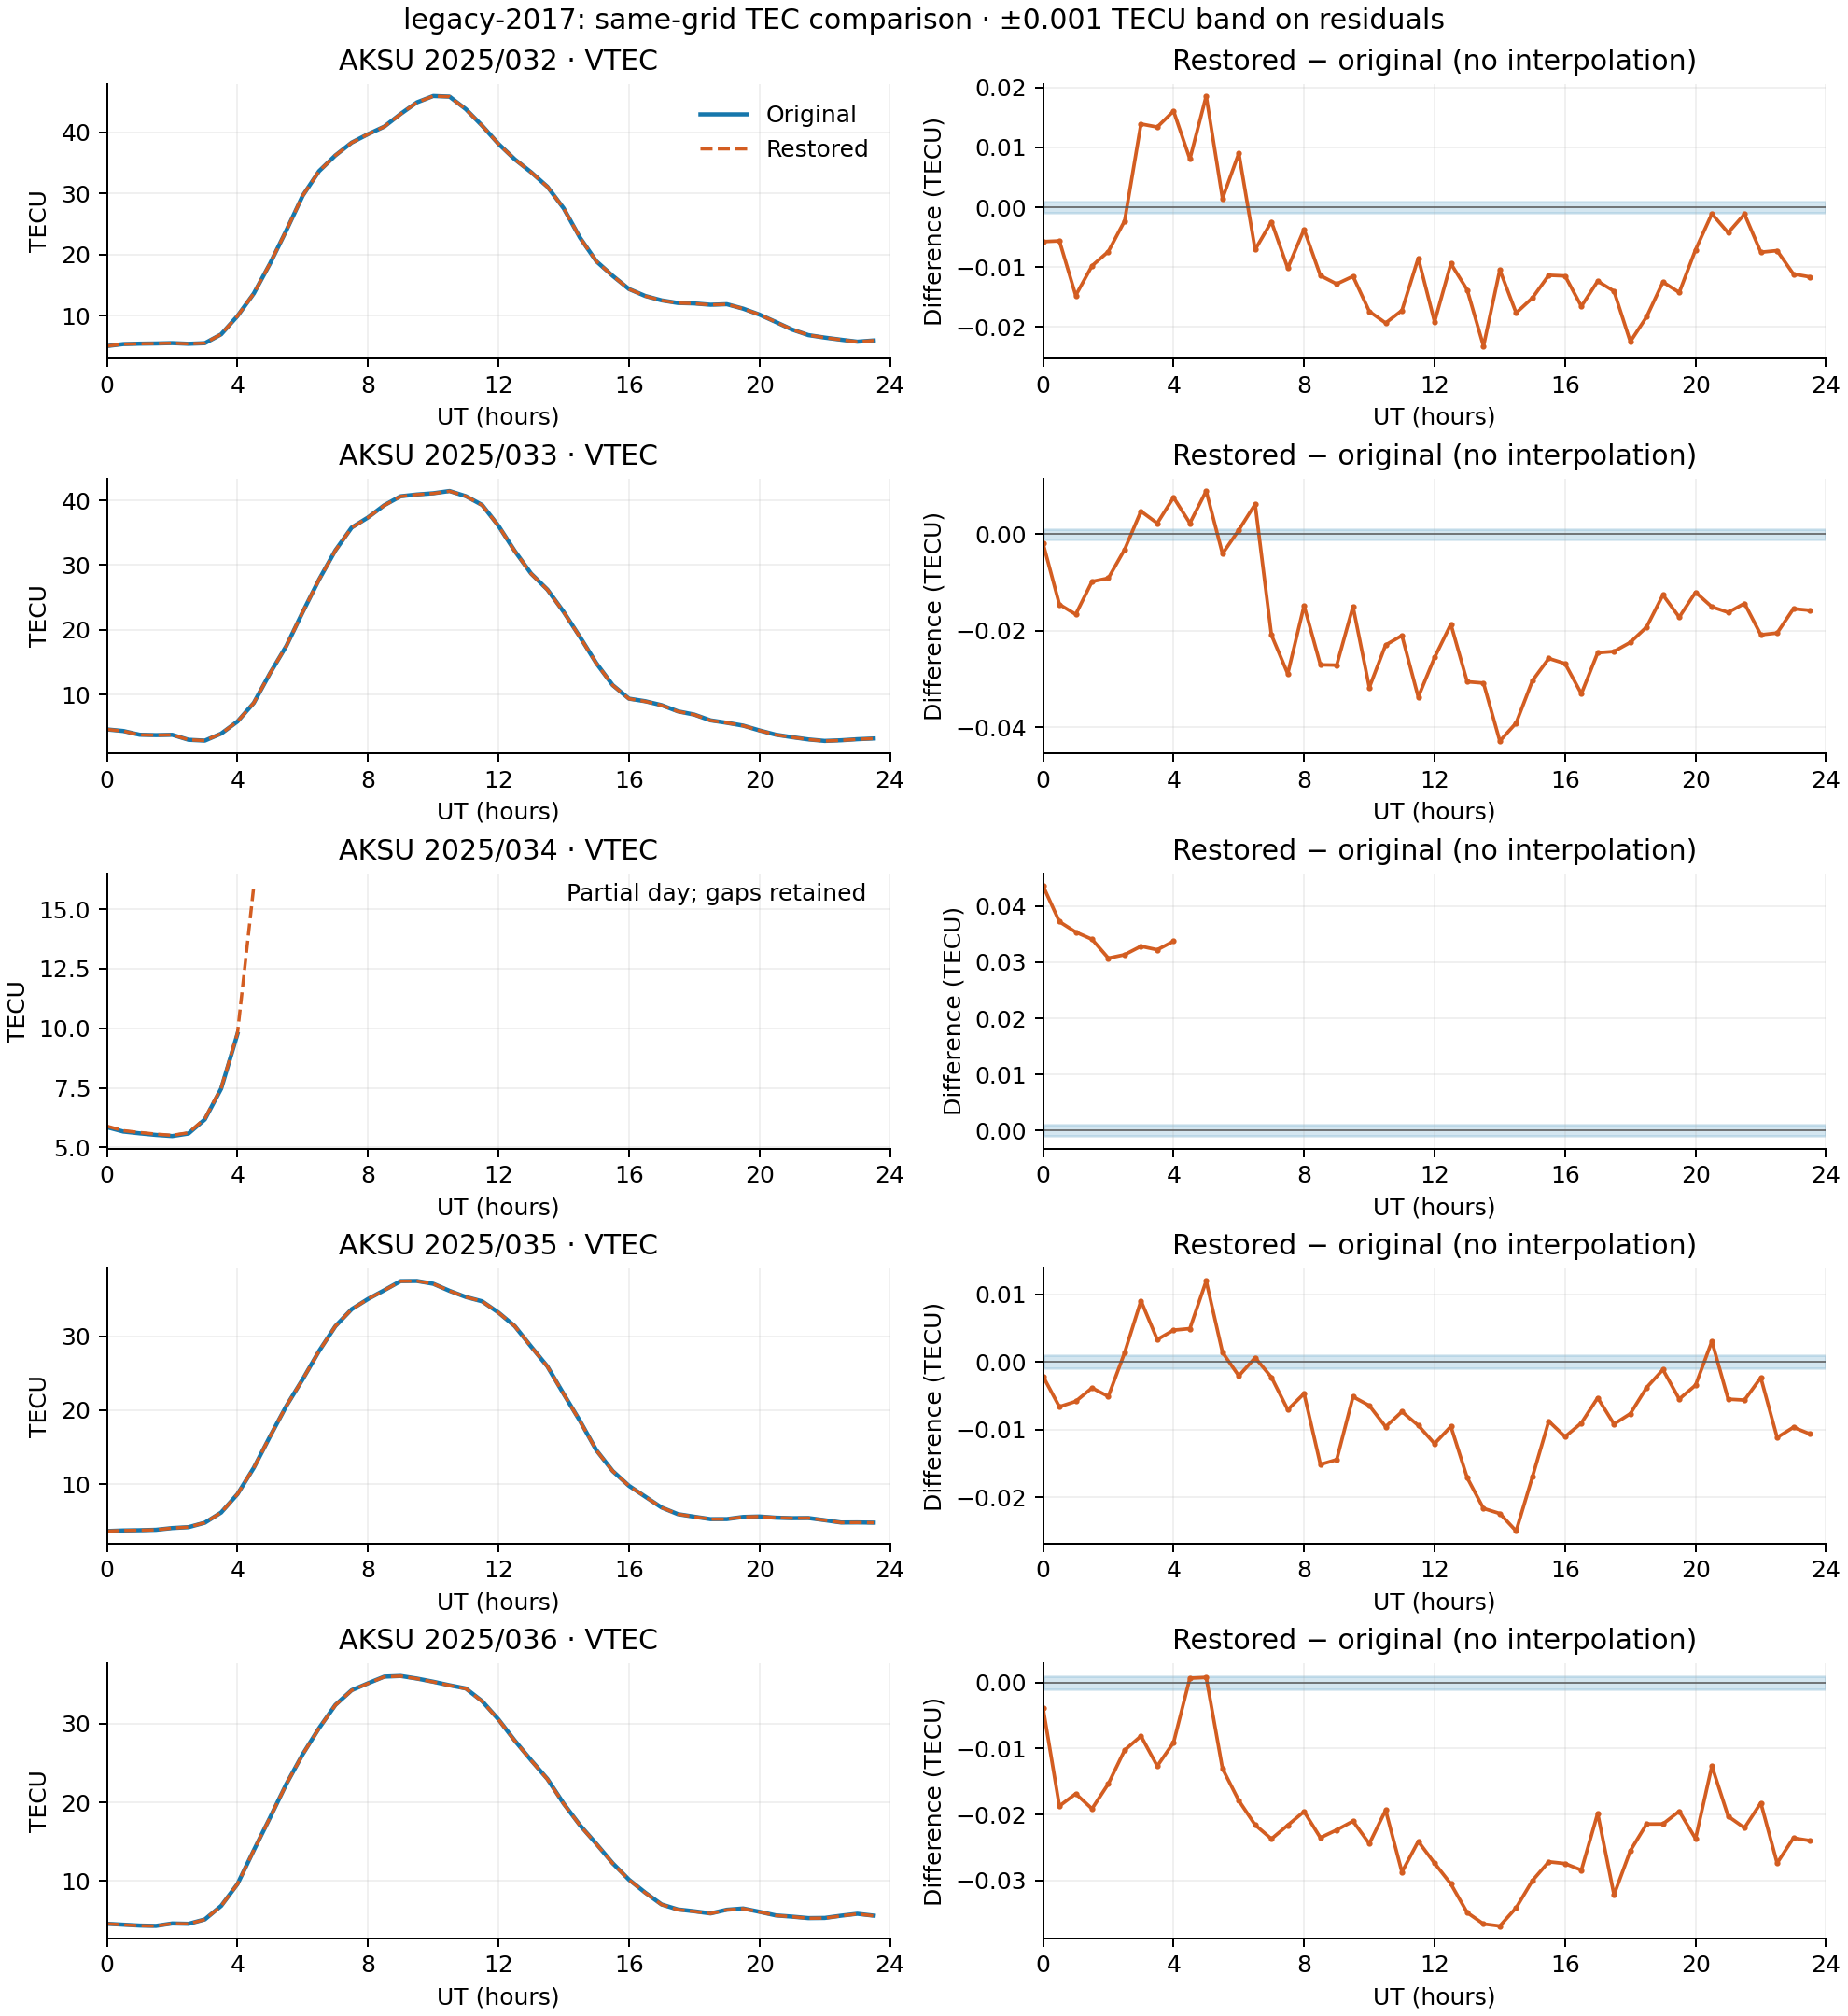 legacy-2017: same-grid TEC comparison · ±0.001 TECU band on residuals
AKSU 2025/032 · VTEC
TECU
40
30
20
10
Original
Restored
0 4 8 12 16 20 24
UT (hours)
Restored − original (no interpolation)
Difference (TECU)
0.02
0.01
0.00
−0.01
−0.02
0 4 8 12 16 20 24
UT (hours)
AKSU 2025/033 · VTEC
TECU
40
30
20
10
0 4 8 12 16 20 24
UT (hours)
Restored − original (no interpolation)
Difference (TECU)
0.00
−0.02
−0.04
0 4 8 12 16 20 24
UT (hours)
AKSU 2025/034 · VTEC
TECU
15.0
12.5
10.0
7.5
5.0
Partial day; gaps retained
0 4 8 12 16 20 24
UT (hours)
Restored − original (no interpolation)
Difference (TECU)
0.04
0.03
0.02
0.01
0.00
0 4 8 12 16 20 24
UT (hours)
AKSU 2025/035 · VTEC
TECU
30
20
10
0 4 8 12 16 20 24
UT (hours)
Restored − original (no interpolation)
Difference (TECU)
0.01
0.00
−0.01
−0.02
0 4 8 12 16 20 24
UT (hours)
AKSU 2025/036 · VTEC
TECU
30
20
10
0 4 8 12 16 20 24
UT (hours)
Restored − original (no interpolation)
Difference (TECU)
0.00
−0.01
−0.02
−0.03
0 4 8 12 16 20 24
UT (hours)